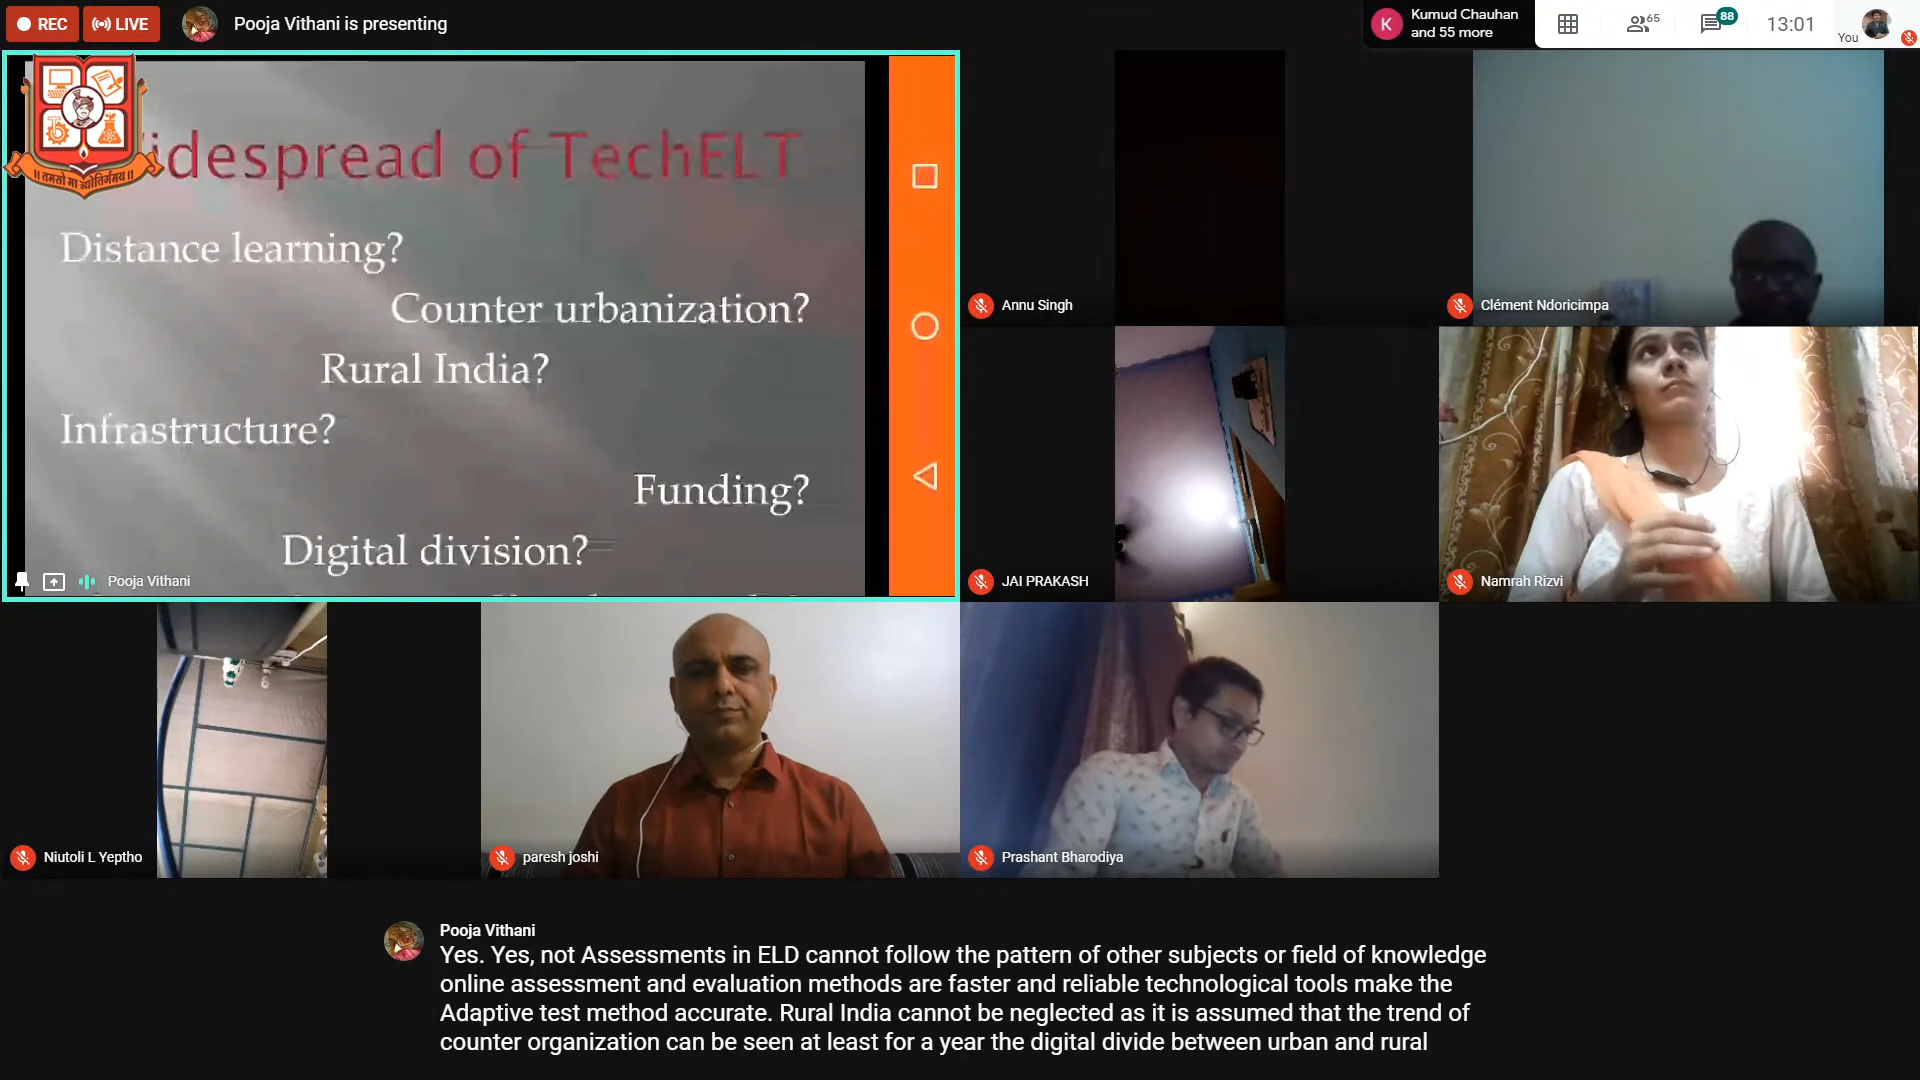 REC
LIVE
Pooja Vithani is presenting
K
Kumud Chauhan
and 55 more
65
88
13:01
You
idespread of TechELT
॥ तमसो मा ज्योतिर्गमय ॥
Distance learning?
Counter urbanization?
Rural India?
Infrastructure?
Funding?
Digital division?
Pooja Vithani
Annu Singh
Clément Ndoricimpa
JAI PRAKASH
Namrah Rizvi
Niutoli L Yeptho
paresh joshi
Prashant Bharodiya
Pooja Vithani
Yes. Yes, not Assessments in ELD cannot follow the pattern of other subjects or field of knowledge
online assessment and evaluation methods are faster and reliable technological tools make the
Adaptive test method accurate. Rural India cannot be neglected as it is assumed that the trend of
counter organization can be seen at least for a year the digital divide between urban and rural